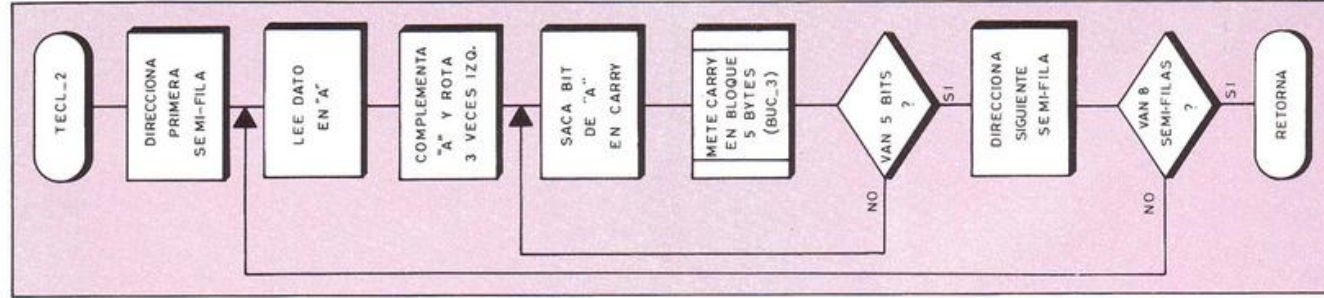 TECL_2
DIRECCIONA
PRIMERA
SEMI-FILA
LEE DATO
EN "A"
COMPLEMENTA
"A" Y ROTA
3 VECES IZQ.
SACA BIT
DE "A"
EN CARRY
METE CARRY
EN BLOQUE
5 BYTES
(BUC_3)
VAN 5 BITS
?
NO
SI
DIRECCIONA
SIGUIENTE
SEMI-FILA
VAN 8
SEMI-FILAS
?
NO
SI
RETORNA